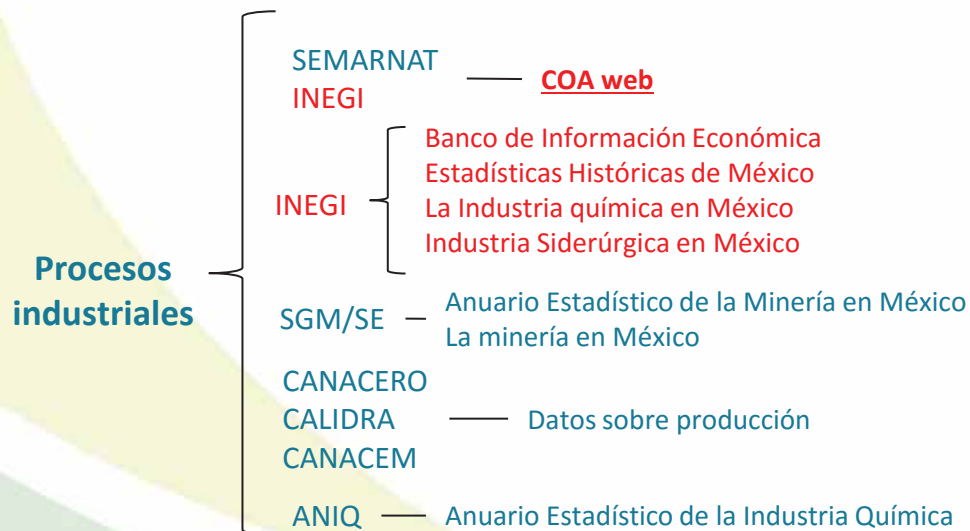 Procesos
industriales
SEMARNAT
INEGI
COA web
INEGI
Banco de Información Económica
Estadísticas Históricas de México
La Industria química en México
Industria Siderúrgica en México
SGM/SE
Anuario Estadístico de la Minería en México
La minería en México
CANACERO
CALIDRA
CANACEM
Datos sobre producción
ANIQ
Anuario Estadístico de la Industria Química